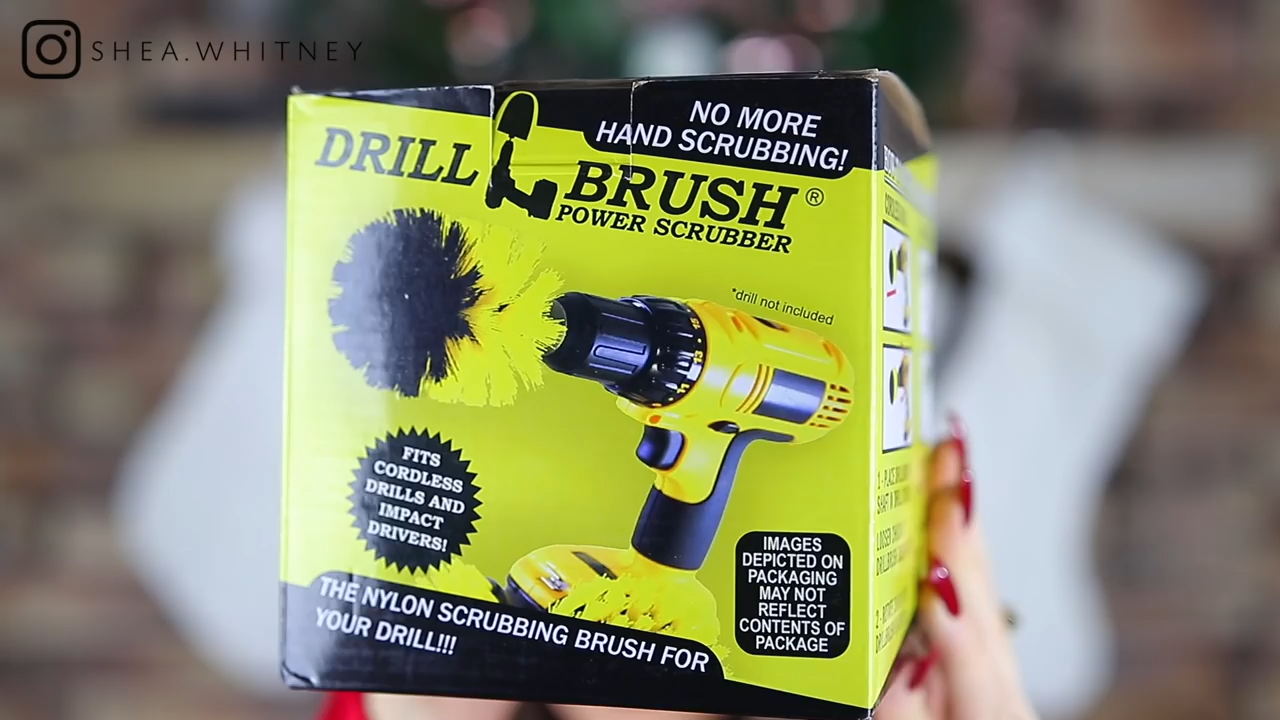 SHEA.WHITNEY
NO MORE
HAND SCRUBBING!
DRILL BRUSH®
POWER SCRUBBER
*drill not included
FITS
CORDLESS
DRILLS AND
IMPACT
DRIVERS!
IMAGES
DEPICTED ON
PACKAGING
MAY NOT
REFLECT
CONTENTS OF
PACKAGE
THE NYLON SCRUBBING BRUSH FOR
YOUR DRILL!!!